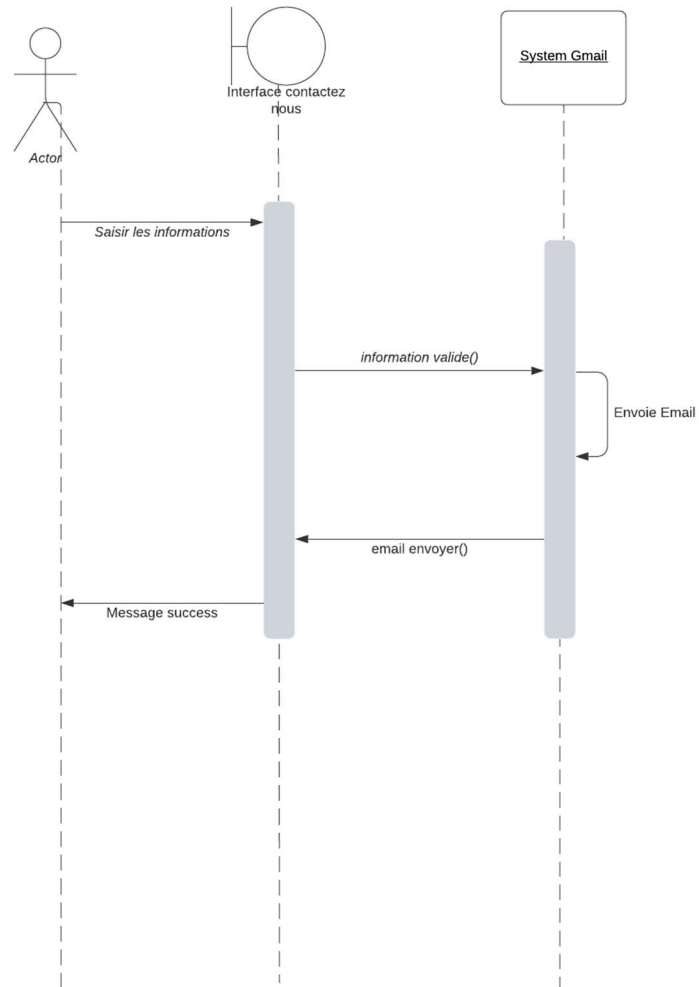 System Gmail
Interface contactez
nous
Actor
Saisir les informations
information valide()
Envoie Email
email envoyer()
Message success